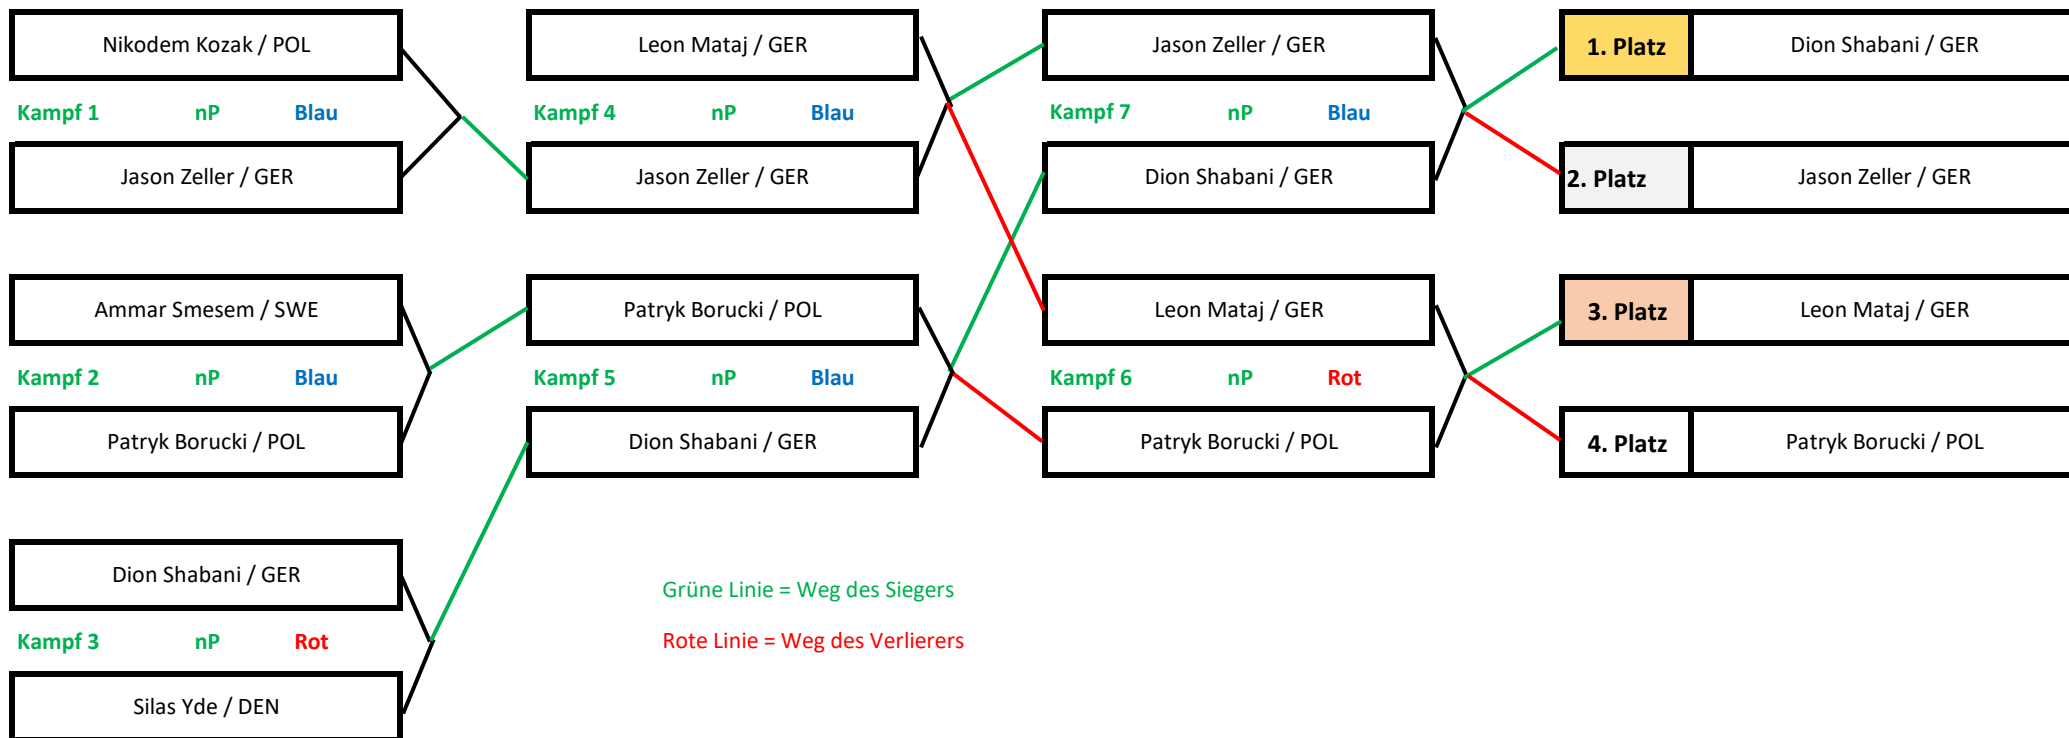 Nikodem Kozak / POL
Kampf 1 nP Blau
Jason Zeller / GER
Ammar Smesem / SWE
Kampf 2 nP Blau
Patryk Borucki / POL
Dion Shabani / GER
Kampf 3 nP Rot
Silas Yde / DEN
Leon Mataj / GER
Kampf 4 nP Blau
Jason Zeller / GER
Patryk Borucki / POL
Kampf 5 nP Blau
Dion Shabani / GER
Grüne Linie = Weg des Siegers
Rote Linie = Weg des Verlierers
Jason Zeller / GER
Kampf 7 nP Blau
Dion Shabani / GER
Leon Mataj / GER
Kampf 6 nP Rot
Patryk Borucki / POL
1. Platz Dion Shabani / GER
2. Platz Jason Zeller / GER
3. Platz Leon Mataj / GER
4. Platz Patryk Borucki / POL